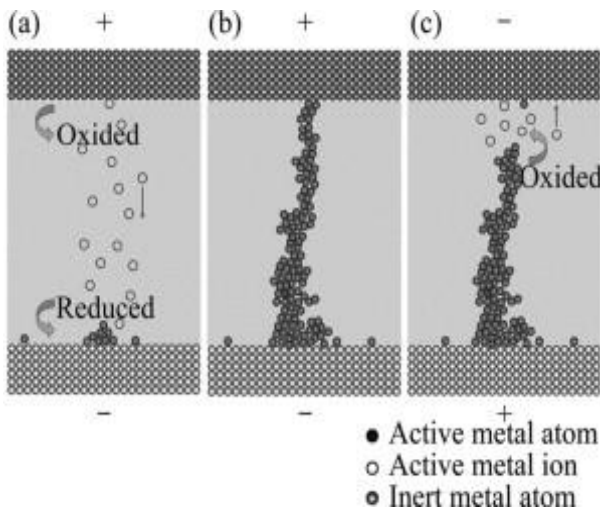 (a) + (b) + (c) −
Oxided
Oxided
Reduced
− − +
Active metal atom
Active metal ion
Inert metal atom